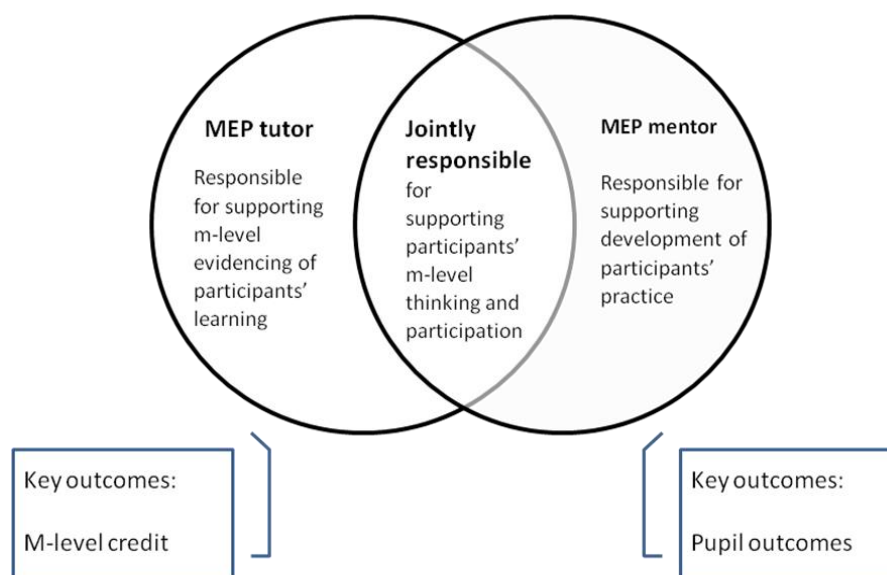 MEP tutor
Responsible
for supporting
m-level
evidencing of
participants’
learning
Jointly
responsible
for
supporting
participants’
m-level
thinking and
participation
MEP mentor
Responsible for
supporting
development of
participants’
practice
Key outcomes:
M-level credit
Key outcomes:
Pupil outcomes